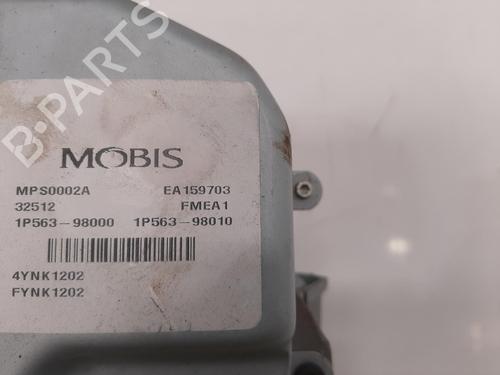 B-PARTS
MOBIS
MPS0002A EA159703
32512 FMEA1
1P563-98000 1P563-98010
4YNK1202
FYNK1202